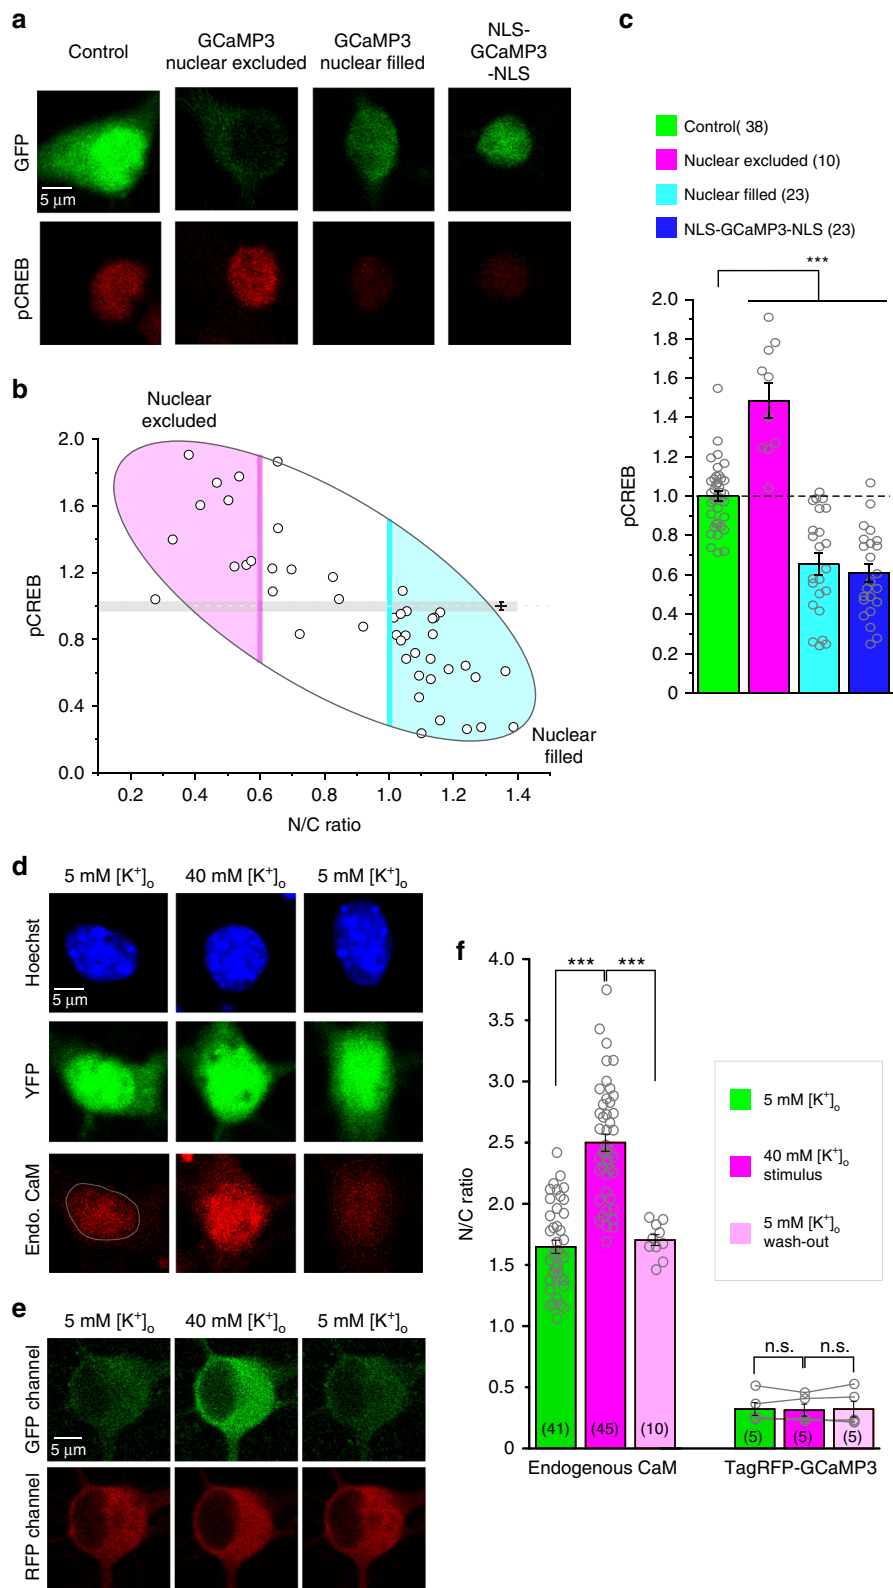 a
Control
GCaMP3
nuclear excluded
GCaMP3
nuclear filled
NLS-
GCaMP3
-NLS
GFP
5 μm
pCREB
c
Control( 38)
Nuclear excluded (10)
Nuclear filled (23)
NLS-GCaMP3-NLS (23)
***
2.0
1.8
1.6
1.4
1.2
1.0
0.8
0.6
0.4
0.2
0
pCREB
b
Nuclear
excluded
2.0
1.6
1.2
0.8
0.4
0.0
pCREB
Nuclear
filled
0.2 0.4 0.6 0.8 1.0 1.2 1.4
N/C ratio
d
5 mM [K⁺]ₒ 40 mM [K⁺]ₒ 5 mM [K⁺]ₒ
Hoechst
5 μm
YFP
Endo. CaM
e
5 mM [K⁺]ₒ 40 mM [K⁺]ₒ 5 mM [K⁺]ₒ
GFP channel
5 μm
RFP channel
f
4.0
3.5
3.0
2.5
2.0
1.5
1.0
0.5
0
N/C ratio
*** ***
5 mM [K⁺]ₒ
40 mM [K⁺]ₒ
stimulus
5 mM [K⁺]ₒ
wash-out
n.s. n.s.
(41) (45) (10) (5) (5) (5)
Endogenous CaM TagRFP-GCaMP3